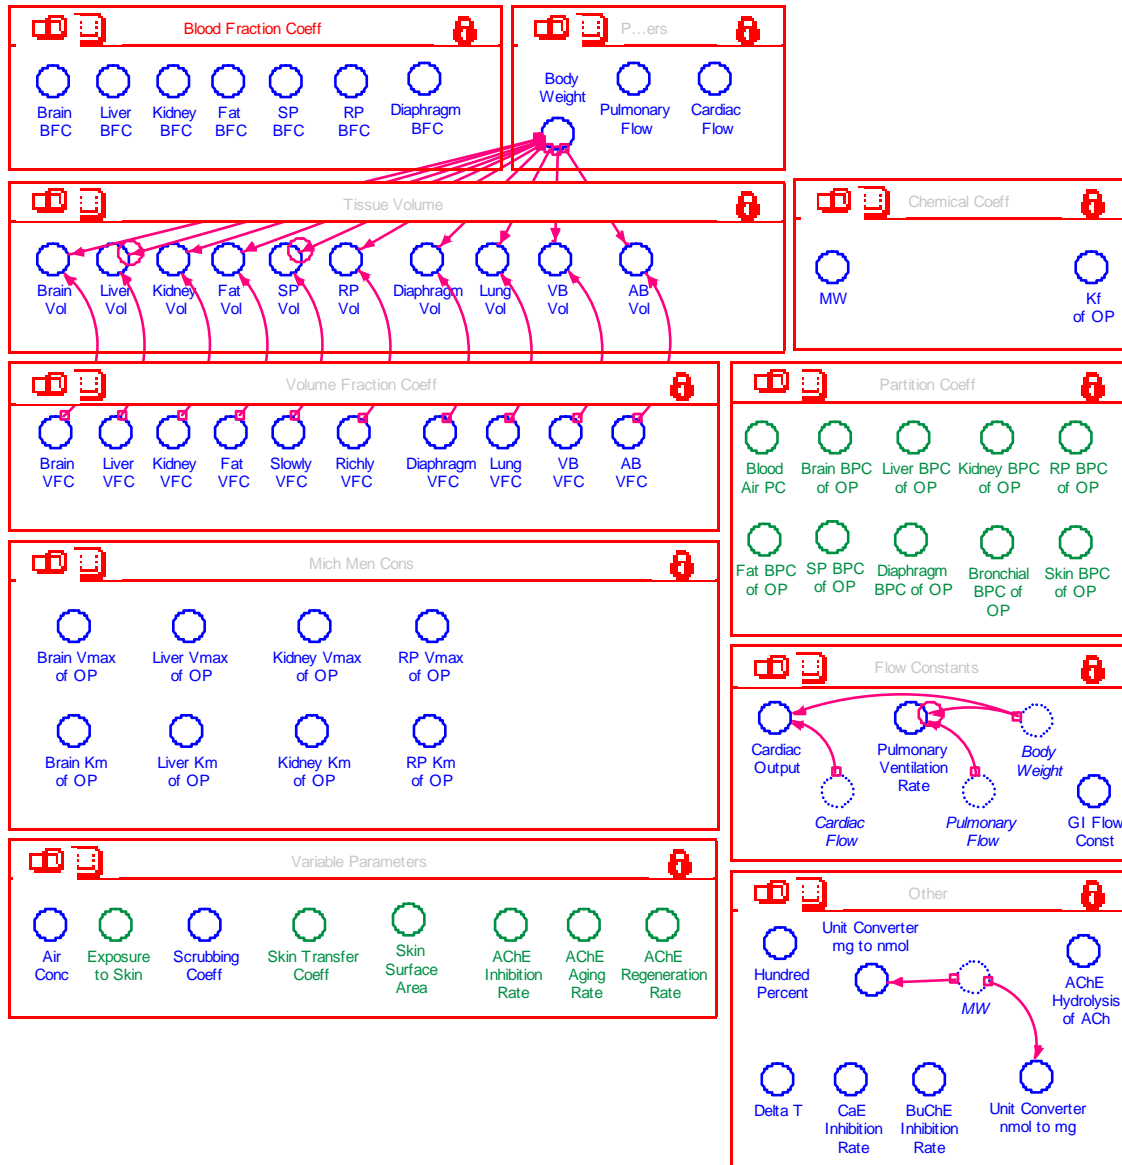 Blood Fraction Coeff
Brain
BFC
Liver
BFC
Kidney
BFC
Fat
BFC
SP
BFC
RP
BFC
Diaphragm
BFC
P...ers
Body
Weight
Pulmonary
Flow
Cardiac
Flow
Tissue Volume
Brain
Vol
Liver
Vol
Kidney
Vol
Fat
Vol
SP
Vol
RP
Vol
Diaphragm
Vol
Lung
Vol
VB
Vol
AB
Vol
Chemical Coeff
MW
Kf
of OP
Volume Fraction Coeff
Brain
VFC
Liver
VFC
Kidney
VFC
Fat
VFC
Slowly
VFC
Richly
VFC
Diaphragm
VFC
Lung
VFC
VB
VFC
AB
VFC
Partition Coeff
Blood
Air PC
Brain BPC
of OP
Liver BPC
of OP
Kidney BPC
of OP
RP BPC
of OP
Fat BPC
of OP
SP BPC
of OP
Diaphragm
BPC of OP
Bronchial
BPC of
OP
Skin BPC
of OP
Mich Men Cons
Brain Vmax
of OP
Liver Vmax
of OP
Kidney Vmax
of OP
RP Vmax
of OP
Brain Km
of OP
Liver Km
of OP
Kidney Km
of OP
RP Km
of OP
Flow Constants
Cardiac
Output
Pulmonary
Ventilation
Rate
Body
Weight
Cardiac
Flow
Pulmonary
Flow
GI Flow
Const
Variable Parameters
Air
Conc
Exposure
to Skin
Scrubbing
Coeff
Skin Transfer
Coeff
Skin
Surface
Area
AChE
Inhibition
Rate
AChE
Aging
Rate
AChE
Regeneration
Rate
Other
Hundred
Percent
Unit Converter
mg to nmol
MW
AChE
Hydrolysis
of ACh
Delta T
CaE
Inhibition
Rate
BuChE
Inhibition
Rate
Unit Converter
nmol to mg